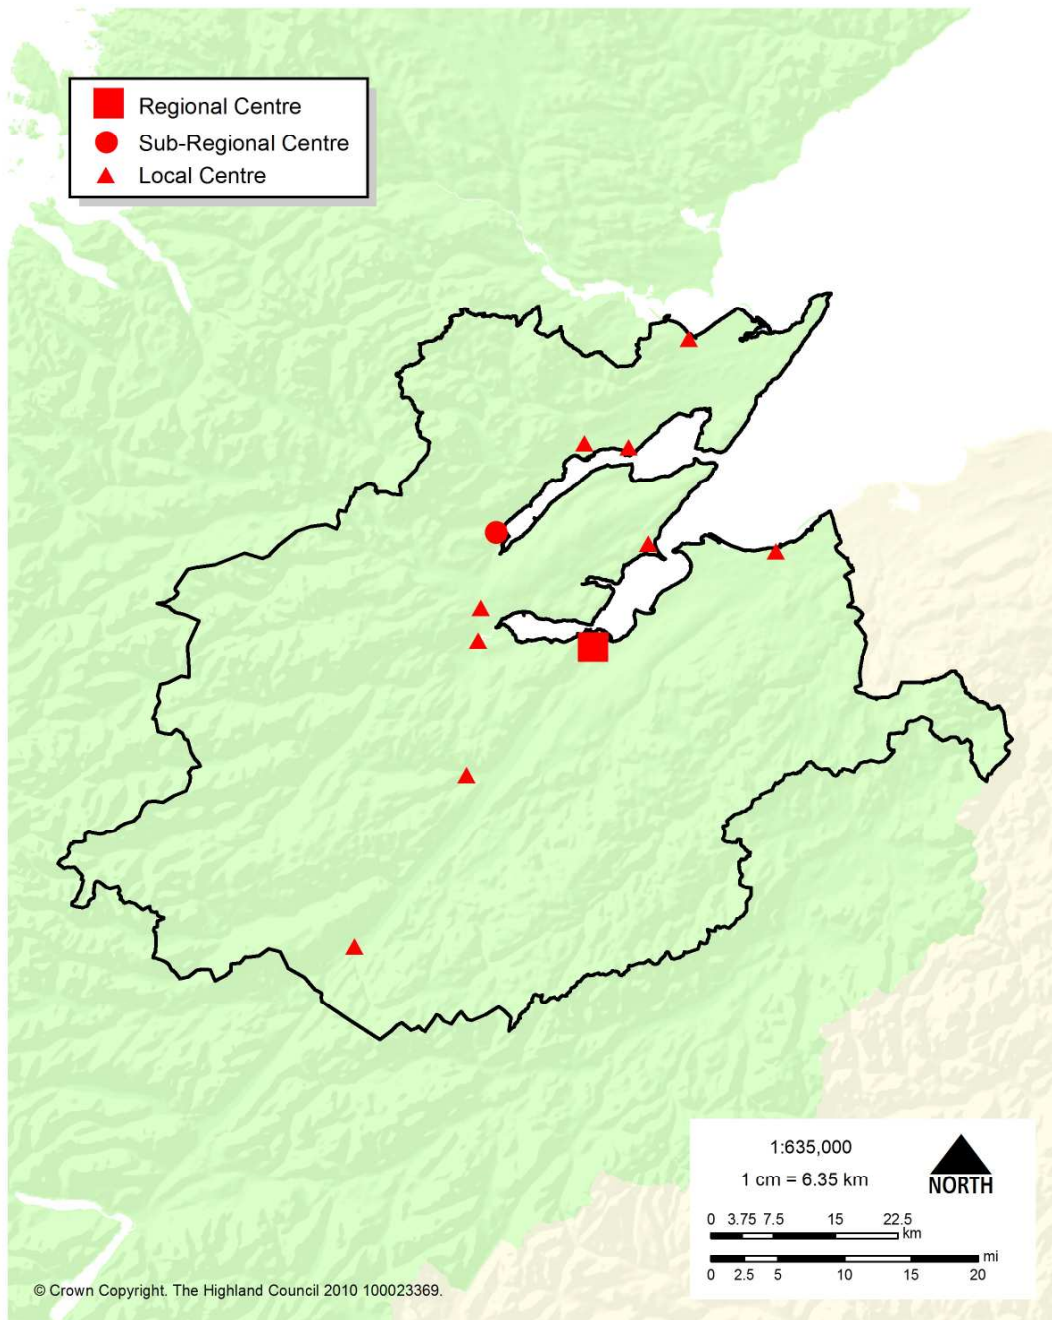 Regional Centre
Sub-Regional Centre
Local Centre
1:635,000
1 cm = 6.35 km
NORTH
0 3.75 7.5 15 22.5
km
mi
0 2.5 5 10 15 20
© Crown Copyright. The Highland Council 2010 100023369.